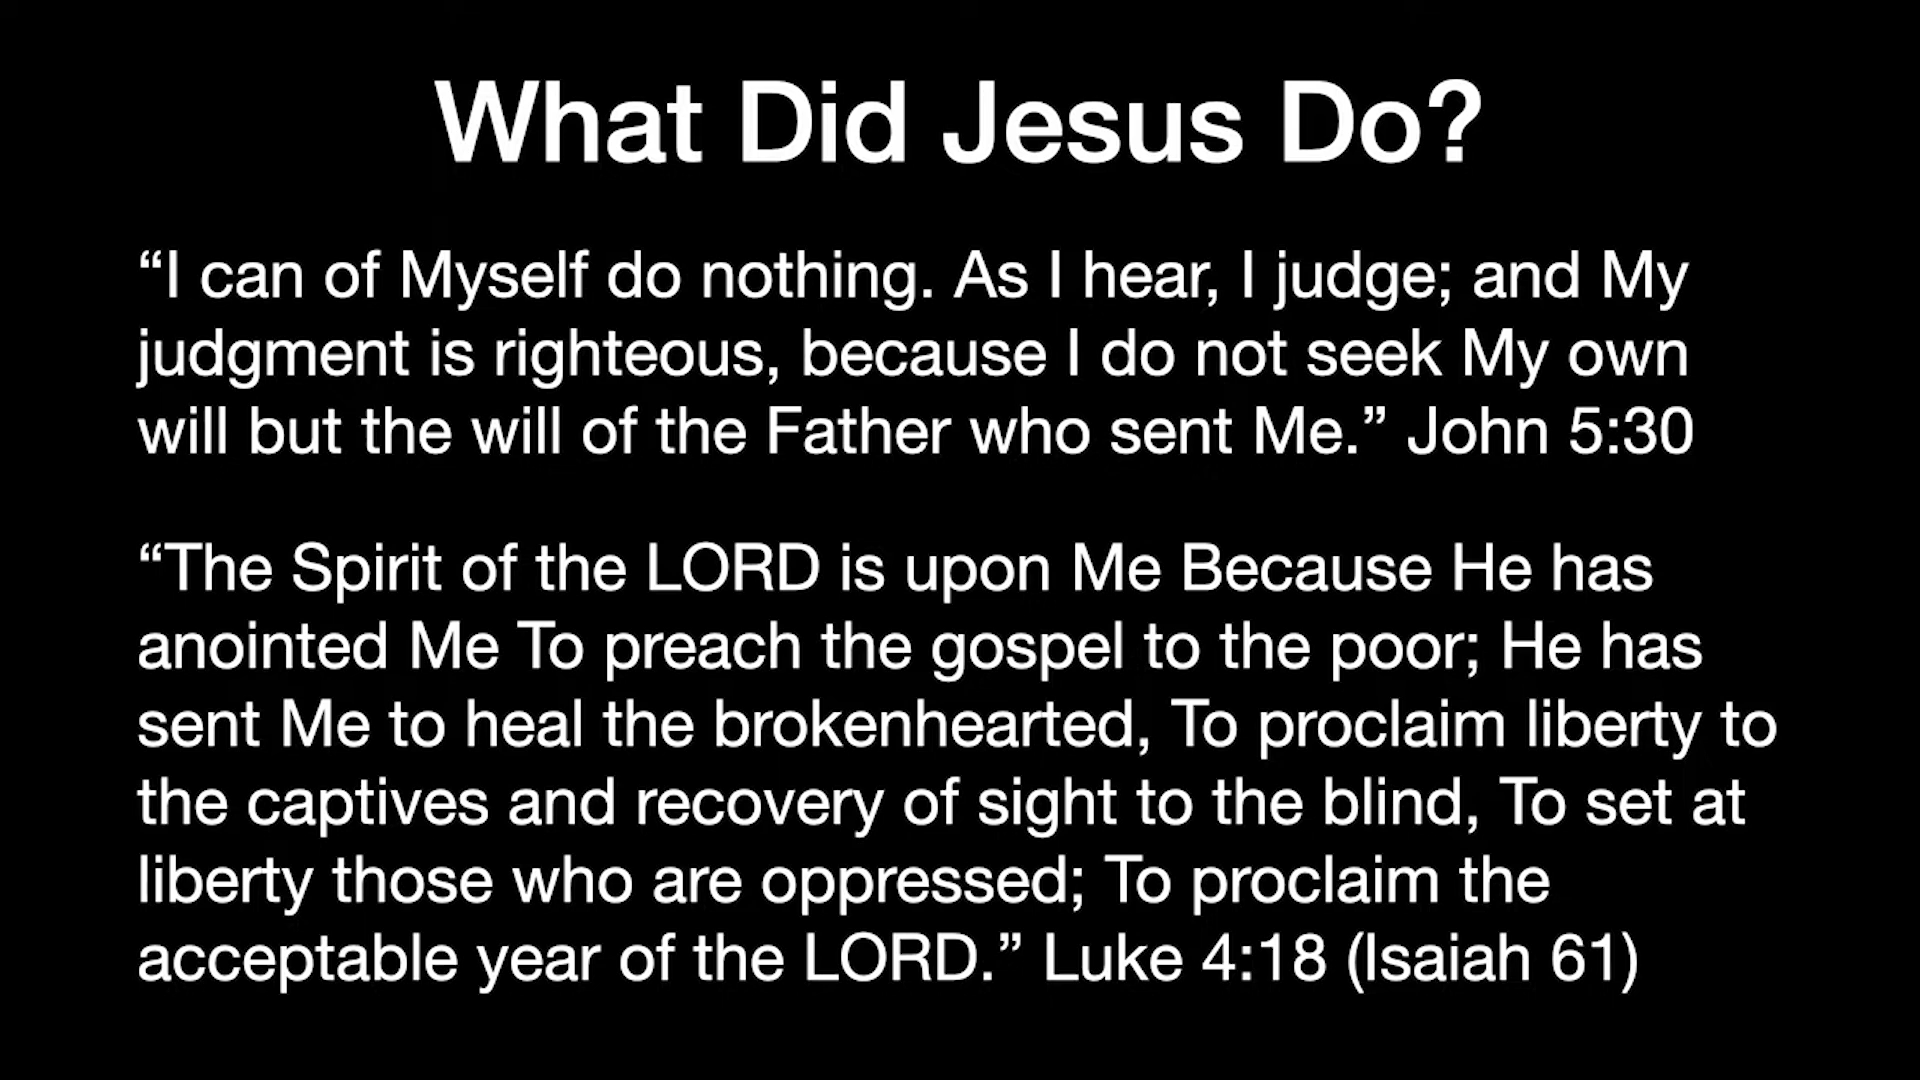 What Did Jesus Do?
“I can of Myself do nothing. As I hear, I judge; and My
judgment is righteous, because I do not seek My own
will but the will of the Father who sent Me.” John 5:30
“The Spirit of the LORD is upon Me Because He has
anointed Me To preach the gospel to the poor; He has
sent Me to heal the brokenhearted, To proclaim liberty to
the captives and recovery of sight to the blind, To set at
liberty those who are oppressed; To proclaim the
acceptable year of the LORD.” Luke 4:18 (Isaiah 61)